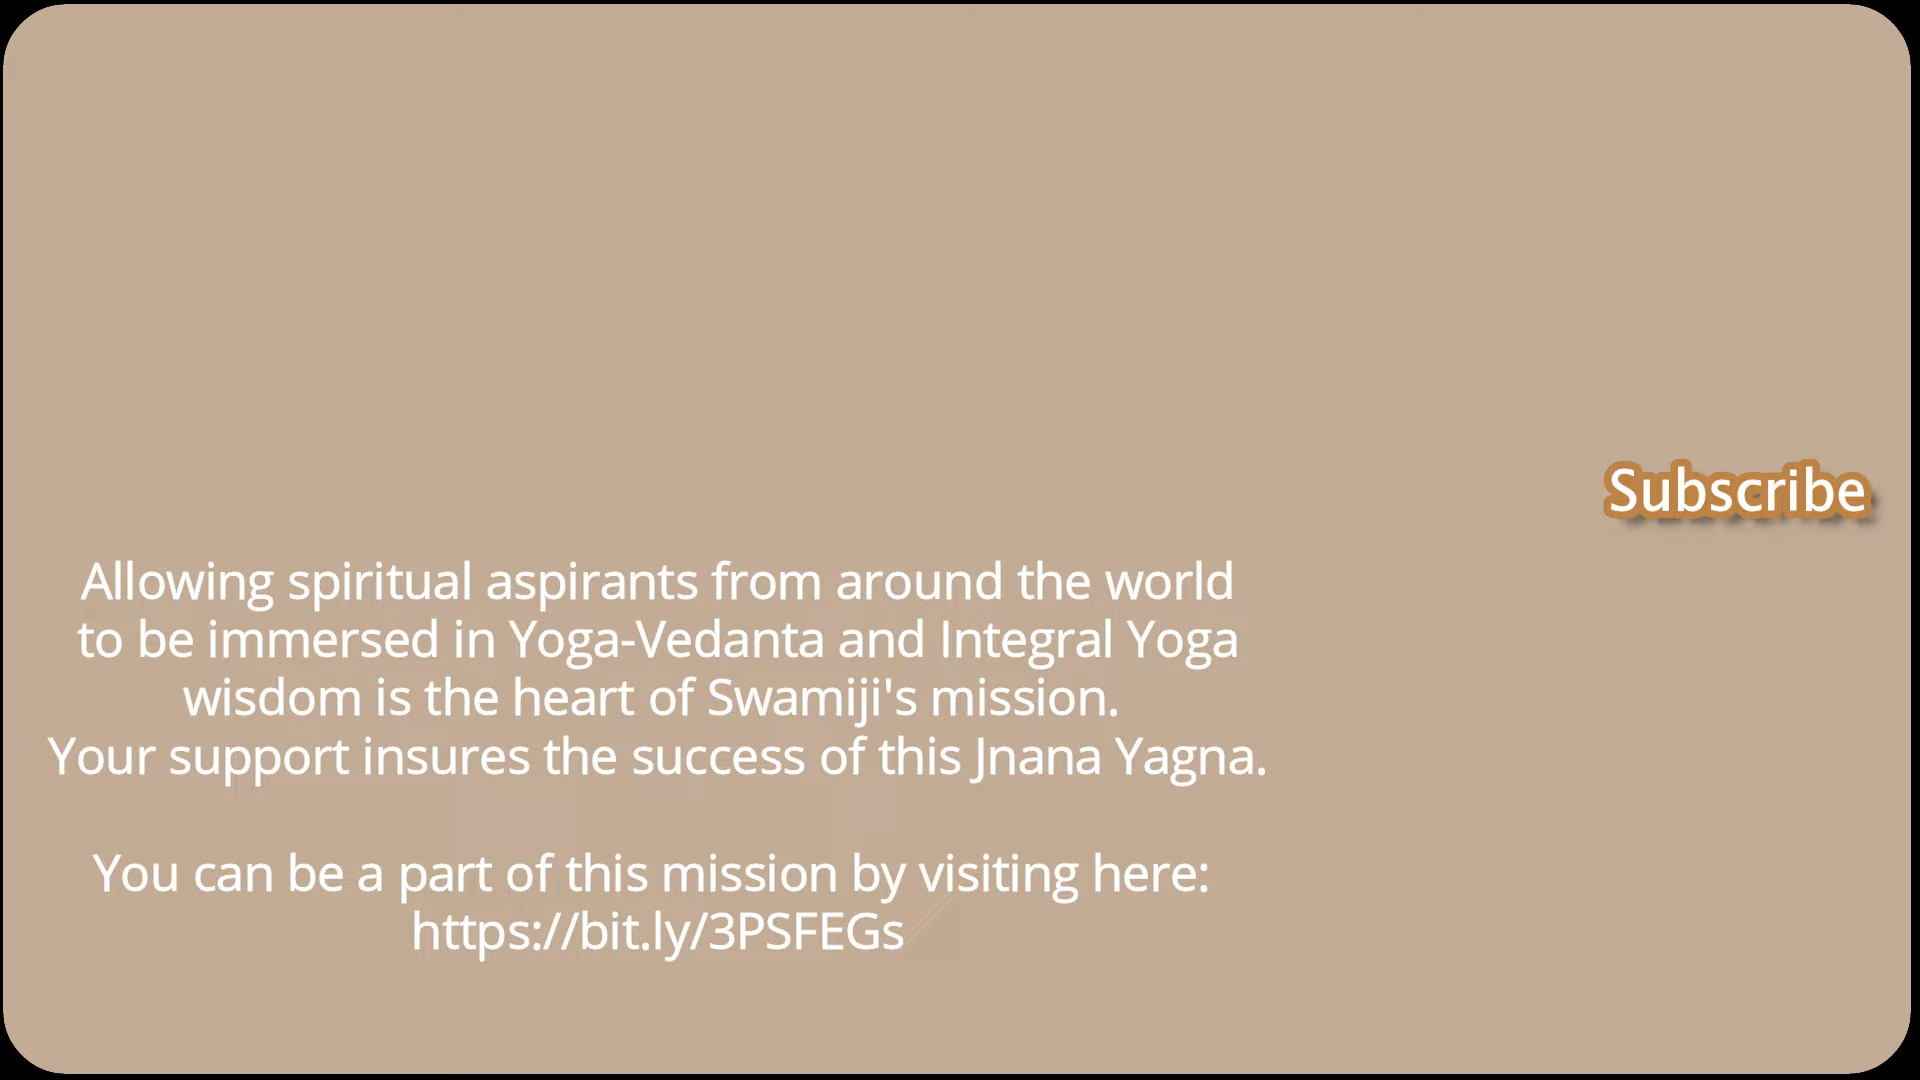 Subscribe
Allowing spiritual aspirants from around the world
to be immersed in Yoga-Vedanta and Integral Yoga
wisdom is the heart of Swamiji's mission.
Your support insures the success of this Jnana Yagna.
You can be a part of this mission by visiting here:
https://bit.ly/3PSFEGs